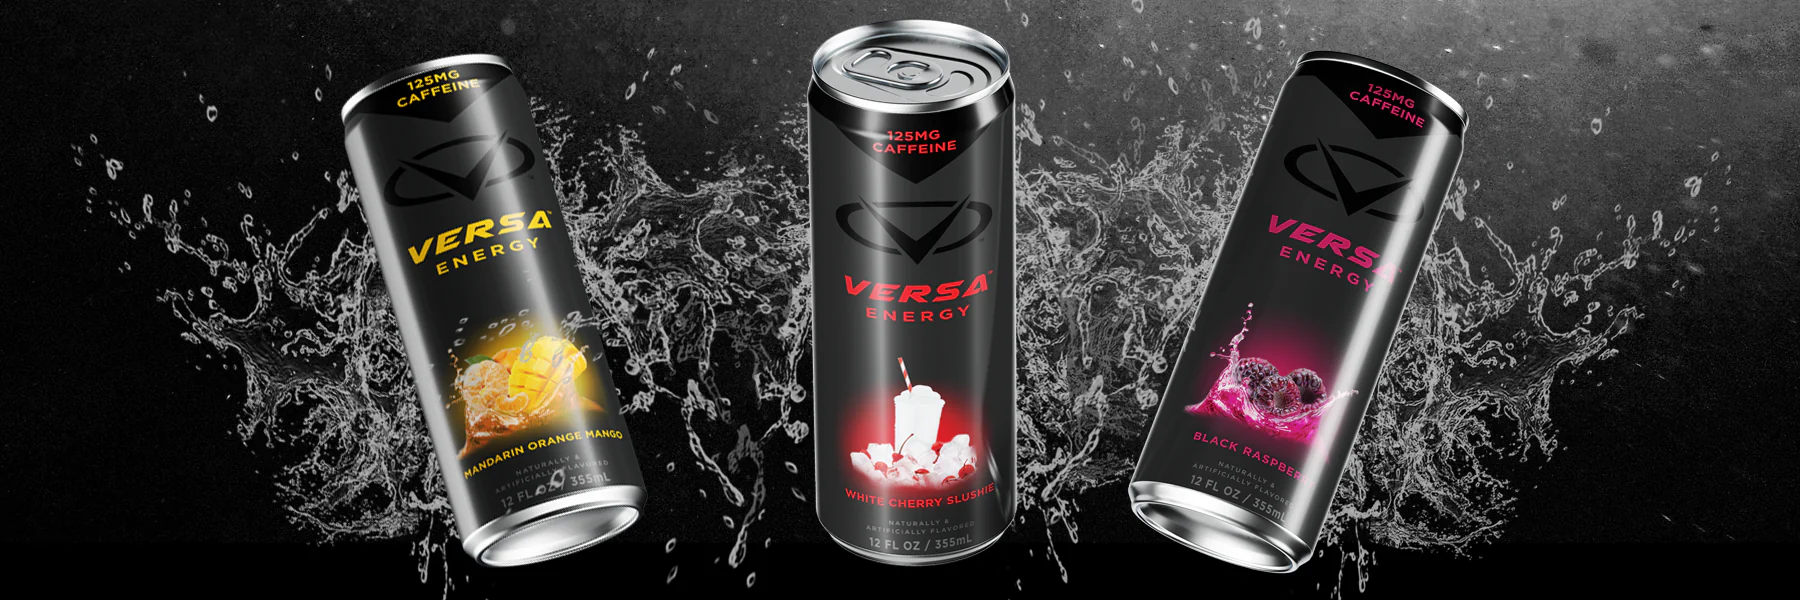 125MG
CAFFEINE
VERSA
ENERGY
MANDARIN ORANGE MANGO
NATURALLY &
ARTIFICIALLY FLAVORED
12 FL OZ / 355mL
125MG
CAFFEINE
VERSA™
ENERGY
WHITE CHERRY SLUSHIE
NATURALLY &
ARTIFICIALLY FLAVORED
12 FL OZ / 355mL
125MG
CAFFEINE
VERSA
ENERGY
BLACK RASPBERRY
NATURALLY &
ARTIFICIALLY FLAVORED
12 FL OZ / 355mL